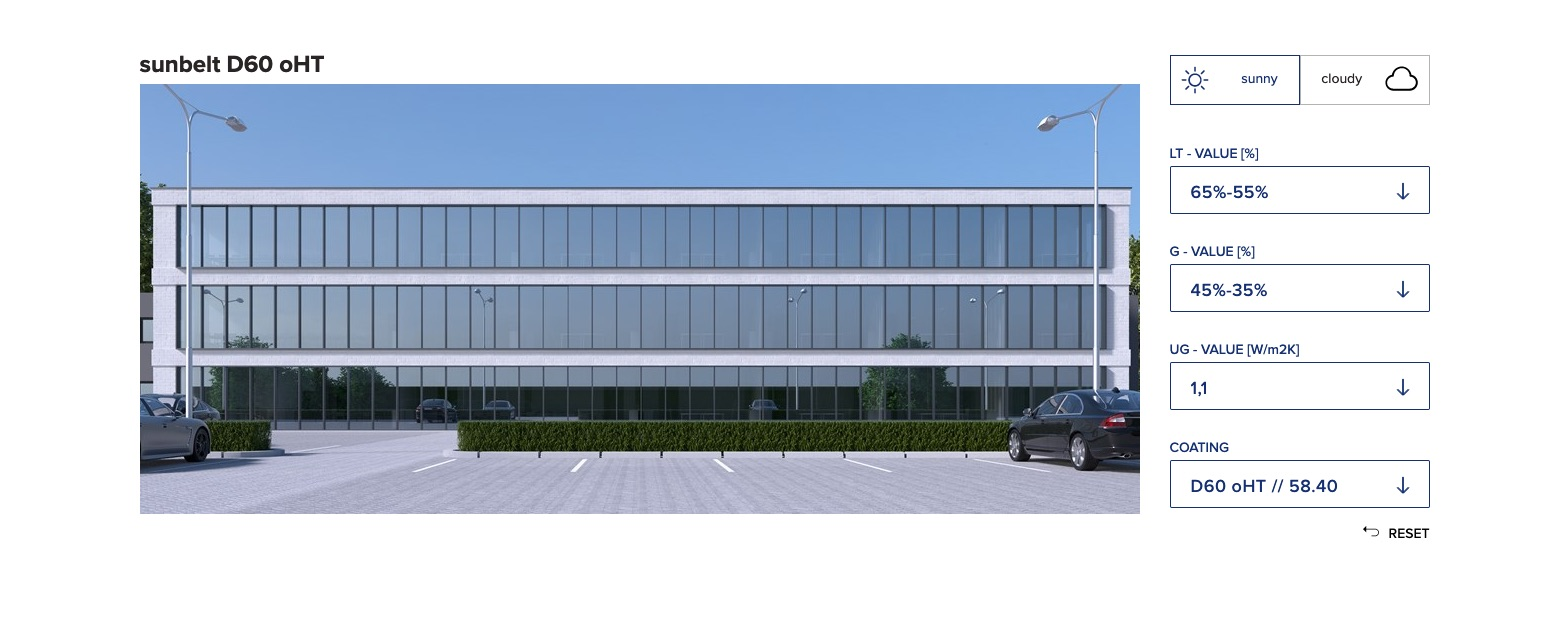 sunbelt D60 oHT
sunny
cloudy
LT - VALUE [%]
65%-55%
G - VALUE [%]
45%-35%
UG - VALUE [W/m2K]
1,1
COATING
D60 oHT // 58.40
RESET